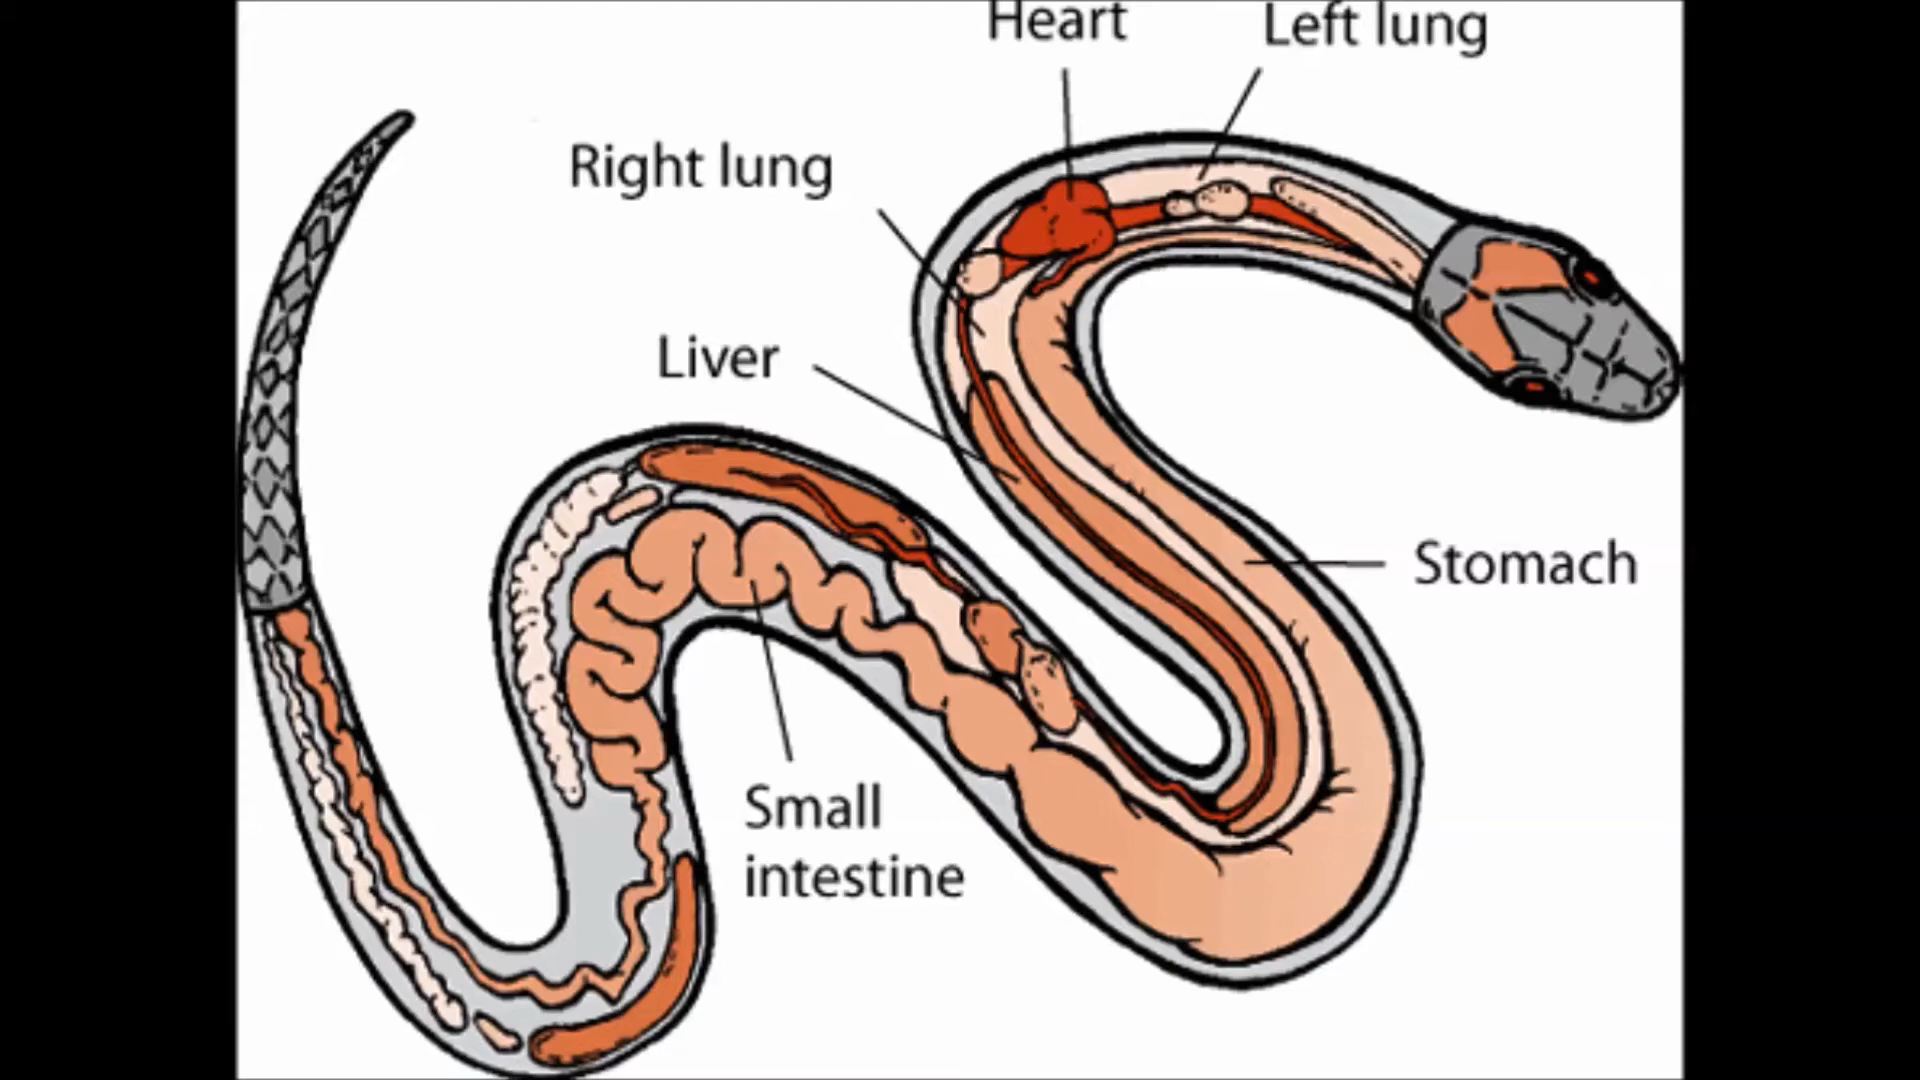 Heart
Left lung
Right lung
Liver
Stomach
Small
intestine